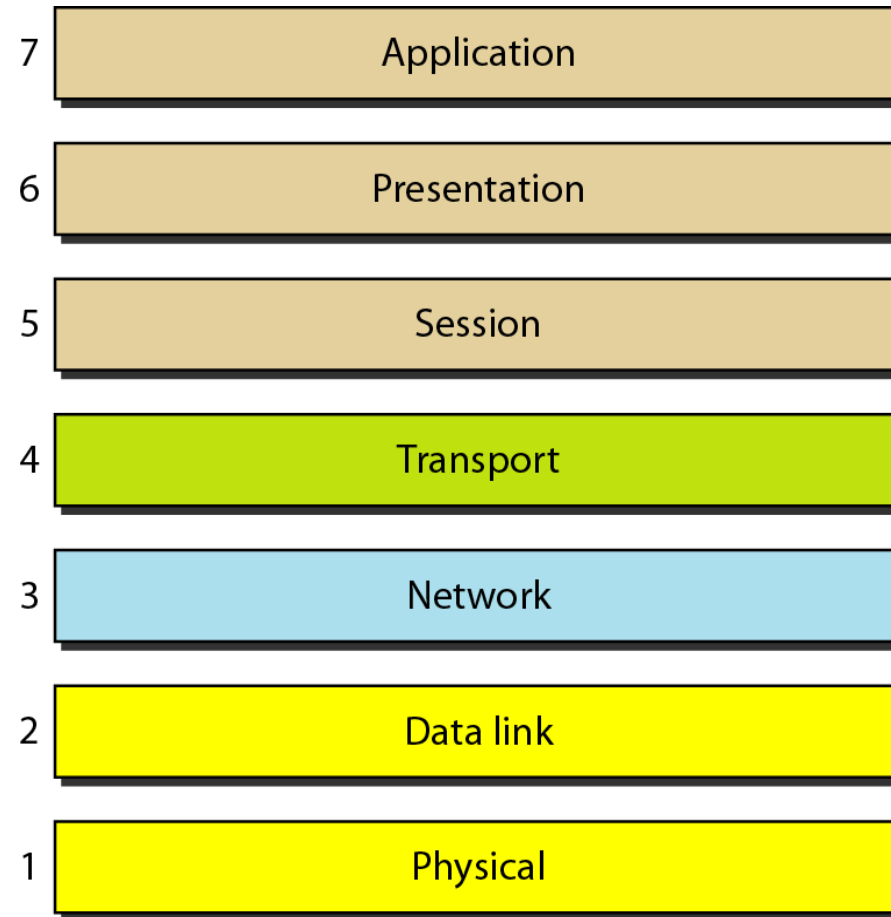 7 Application
6 Presentation
5 Session
4 Transport
3 Network
2 Data link
1 Physical